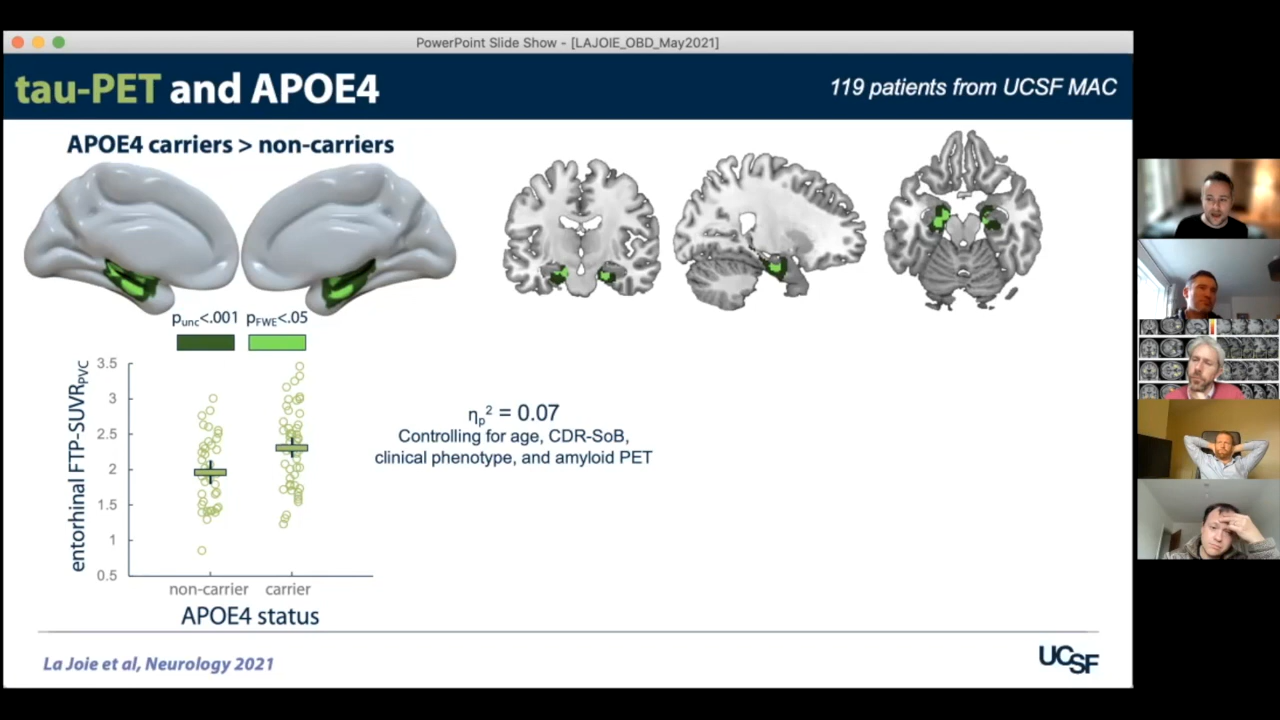 PowerPoint Slide Show - [LAJOIE_OBD_May2021]
tau-PET and APOE4
119 patients from UCSF MAC
APOE4 carriers > non-carriers
punc<.001 pFWE<.05
entorhinal FTP-SUVRPVC
3.5
3
2.5
2
1.5
1
0.5
non-carrier carrier
APOE4 status
ηp² = 0.07
Controlling for age, CDR-SoB,
clinical phenotype, and amyloid PET
La Joie et al, Neurology 2021
UCSF